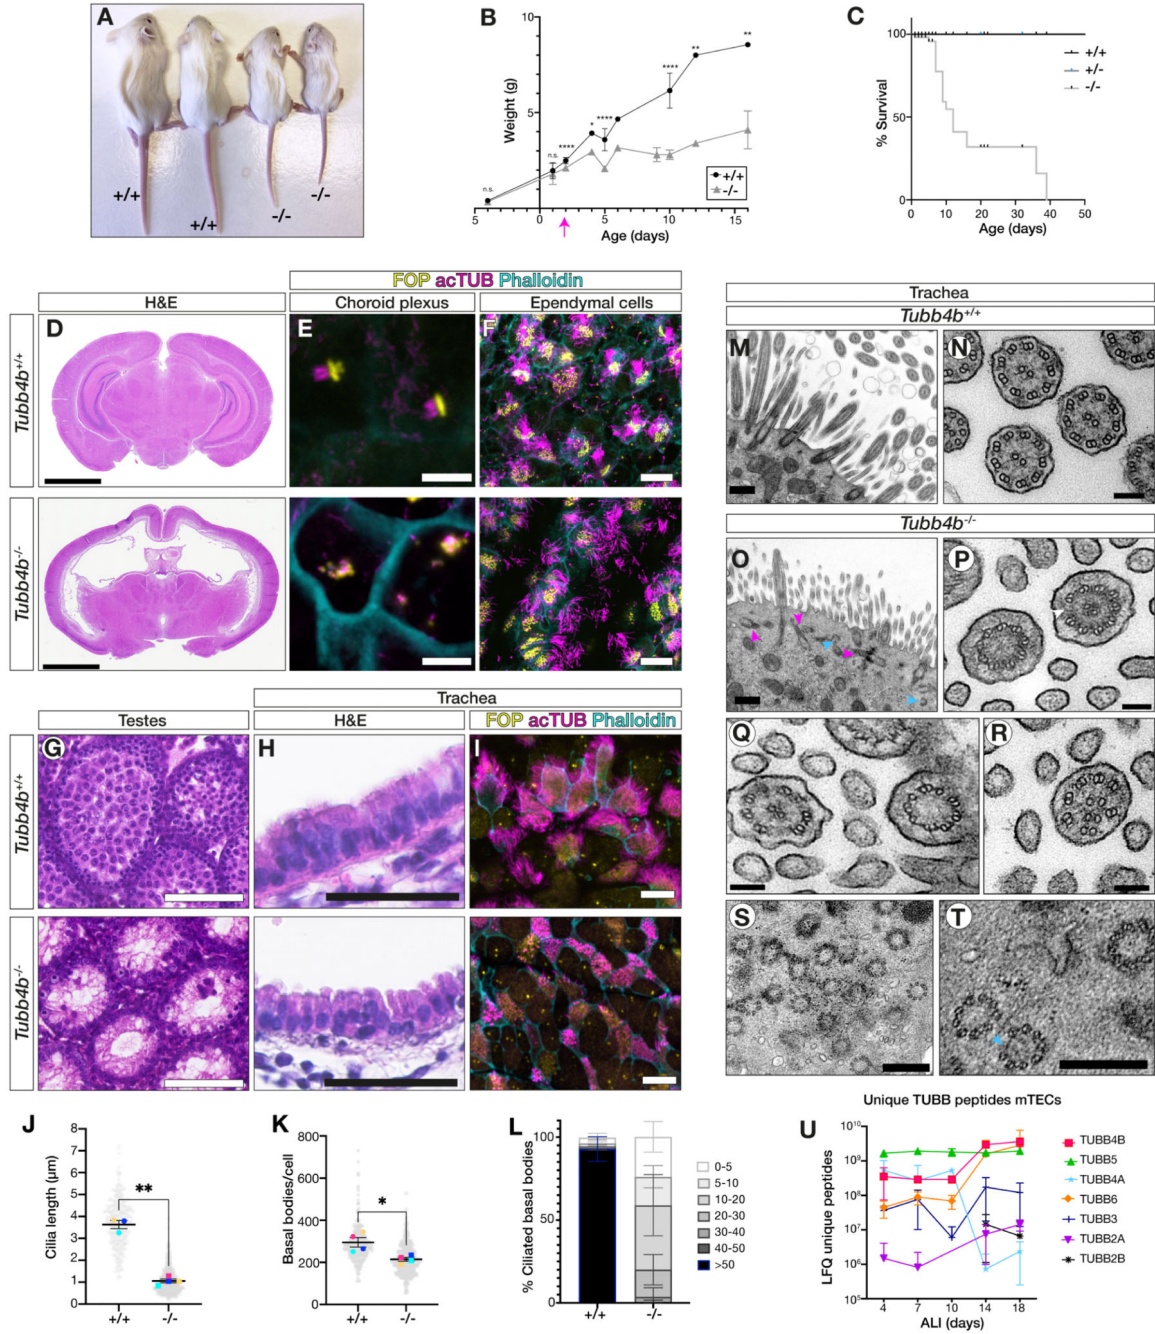 A
+/+
+/+
-/-
-/-
B
Weight (g)
10
5
n.s.
n.s.
****
*
****
****
**
**
+/+
-/-
5
0
5
10
15
Age (days)
C
% Survival
100
50
0
+/+
+/-
-/-
0
10
20
30
40
50
Age (days)
FOP acTUB Phalloidin
H&E
Choroid plexus
Ependymal cells
Tubb4b+/+
D
E
F
Tubb4b-/-
Trachea
Tubb4b+/+
M
N
Tubb4b-/-
O
P
Q
R
S
T
Trachea
Testes
H&E
FOP acTUB Phalloidin
Tubb4b+/+
G
H
I
Tubb4b-/-
J
Cilia length (µm)
8
7
6
5
4
3
2
1
0
**
+/+
-/-
K
Basal bodies/cell
800
600
400
200
0
*
+/+
-/-
L
% Ciliated basal bodies
100
50
0
+/+
-/-
0-5
5-10
10-20
20-30
30-40
40-50
>50
Unique TUBB peptides mTECs
U
LFQ unique peptides
10¹⁰
10⁹
10⁸
10⁷
10⁶
10⁵
4
7
10
14
18
ALI (days)
TUBB4B
TUBB5
TUBB4A
TUBB6
TUBB3
TUBB2A
TUBB2B